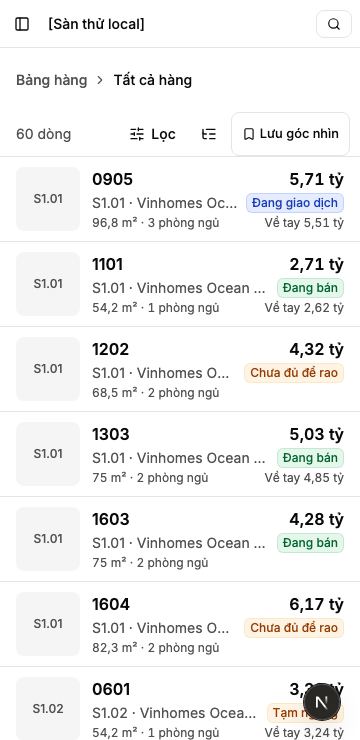 [Sàn thử local]
Bảng hàng > Tất cả hàng
60 dòng Lọc Lưu góc nhìn
S1.01 0905 5,71 tỷ
S1.01 · Vinhomes Oc... Đang giao dịch
96,8 m² · 3 phòng ngủ Về tay 5,51 tỷ
S1.01 1101 2,71 tỷ
S1.01 · Vinhomes Ocean ... Đang bán
54,2 m² · 1 phòng ngủ Về tay 2,62 tỷ
S1.01 1202 4,32 tỷ
S1.01 · Vinhomes O... Chưa đủ để rao
68,5 m² · 2 phòng ngủ
S1.01 1303 5,03 tỷ
S1.01 · Vinhomes Ocean ... Đang bán
75 m² · 2 phòng ngủ Về tay 4,85 tỷ
S1.01 1603 4,28 tỷ
S1.01 · Vinhomes Ocean ... Đang bán
75 m² · 2 phòng ngủ
S1.01 1604 6,17 tỷ
S1.01 · Vinhomes O... Chưa đủ để rao
82,3 m² · 2 phòng ngủ
S1.02 0601 tỷ
S1.02 · Vinhomes Ocea... Tạm
54,2 m² · 1 phòng ngủ Về tay 3,24 tỷ